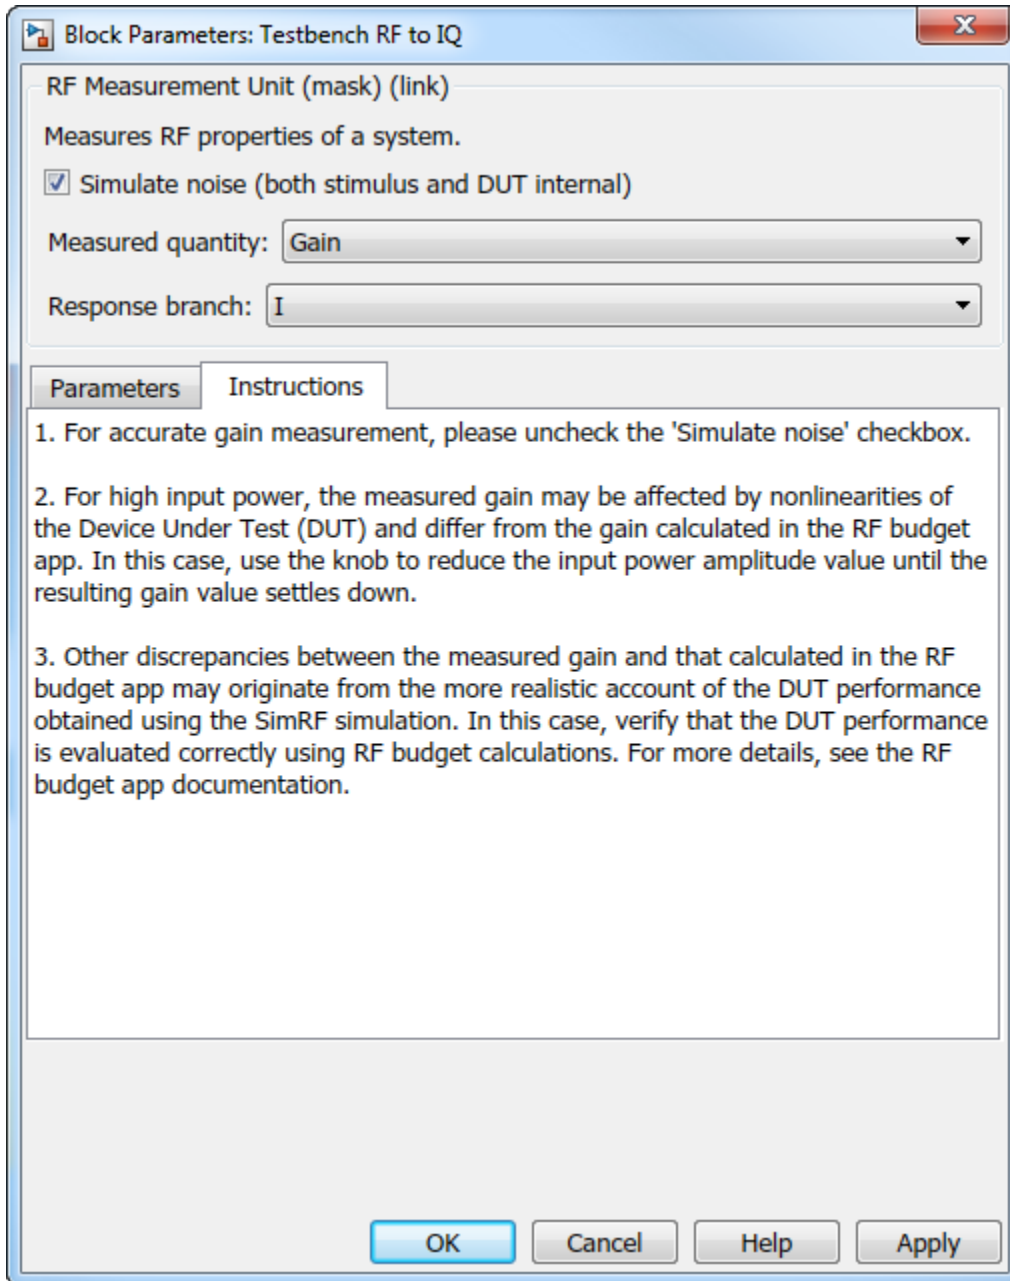 Block Parameters: Testbench RF to IQ
X
RF Measurement Unit (mask) (link)
Measures RF properties of a system.
Simulate noise (both stimulus and DUT internal)
Measured quantity: Gain
Response branch: I
Parameters Instructions
1. For accurate gain measurement, please uncheck the 'Simulate noise' checkbox.
2. For high input power, the measured gain may be affected by nonlinearities of
the Device Under Test (DUT) and differ from the gain calculated in the RF budget
app. In this case, use the knob to reduce the input power amplitude value until the
resulting gain value settles down.
3. Other discrepancies between the measured gain and that calculated in the RF
budget app may originate from the more realistic account of the DUT performance
obtained using the SimRF simulation. In this case, verify that the DUT performance
is evaluated correctly using RF budget calculations. For more details, see the RF
budget app documentation.
OK Cancel Help Apply